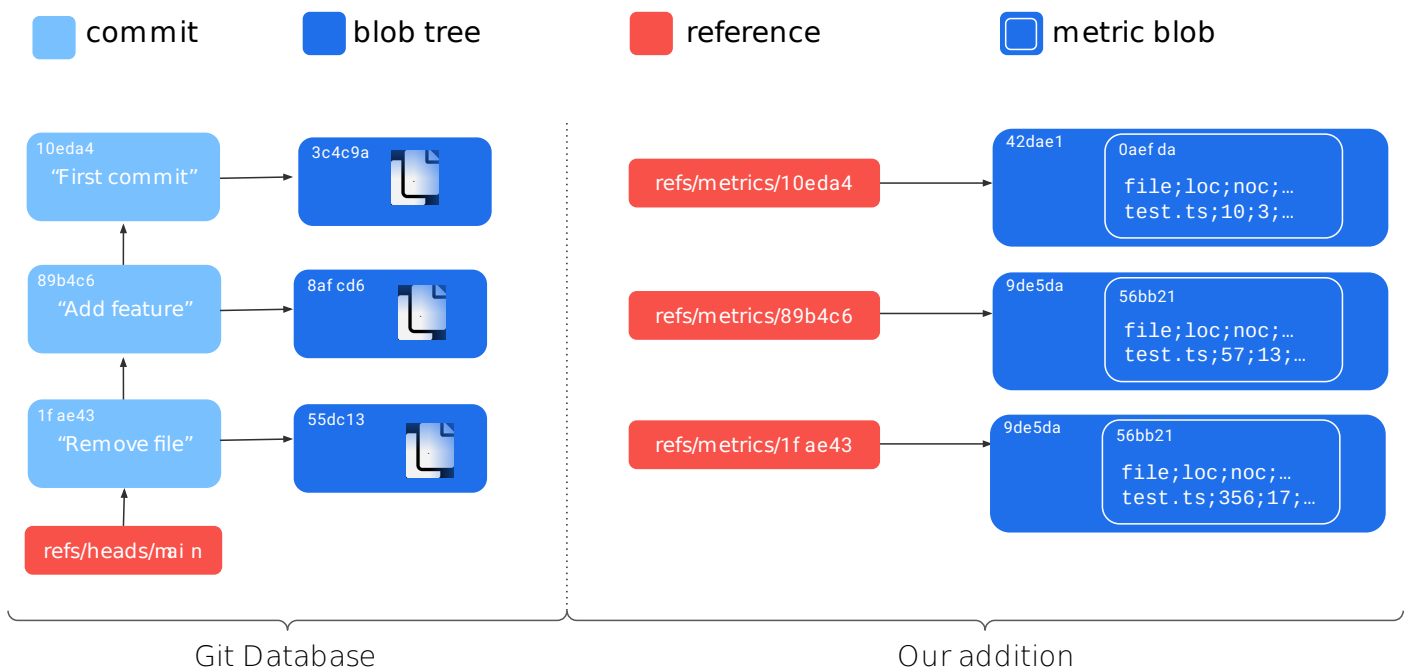 commit
blob tree
reference
metric blob
10eda4
“First commit”
3c4c9a
refs/metrics/10eda4
42dae1
0aefda
file;loc;noc;…
test.ts;10;3;…
89b4c6
“Add feature”
8afcd6
refs/metrics/89b4c6
9de5da
56bb21
file;loc;noc;…
test.ts;57;13;…
1fae43
“Remove file”
55dc13
refs/metrics/1fae43
9de5da
56bb21
file;loc;noc;…
test.ts;356;17;…
refs/heads/main
Git Database
Our addition